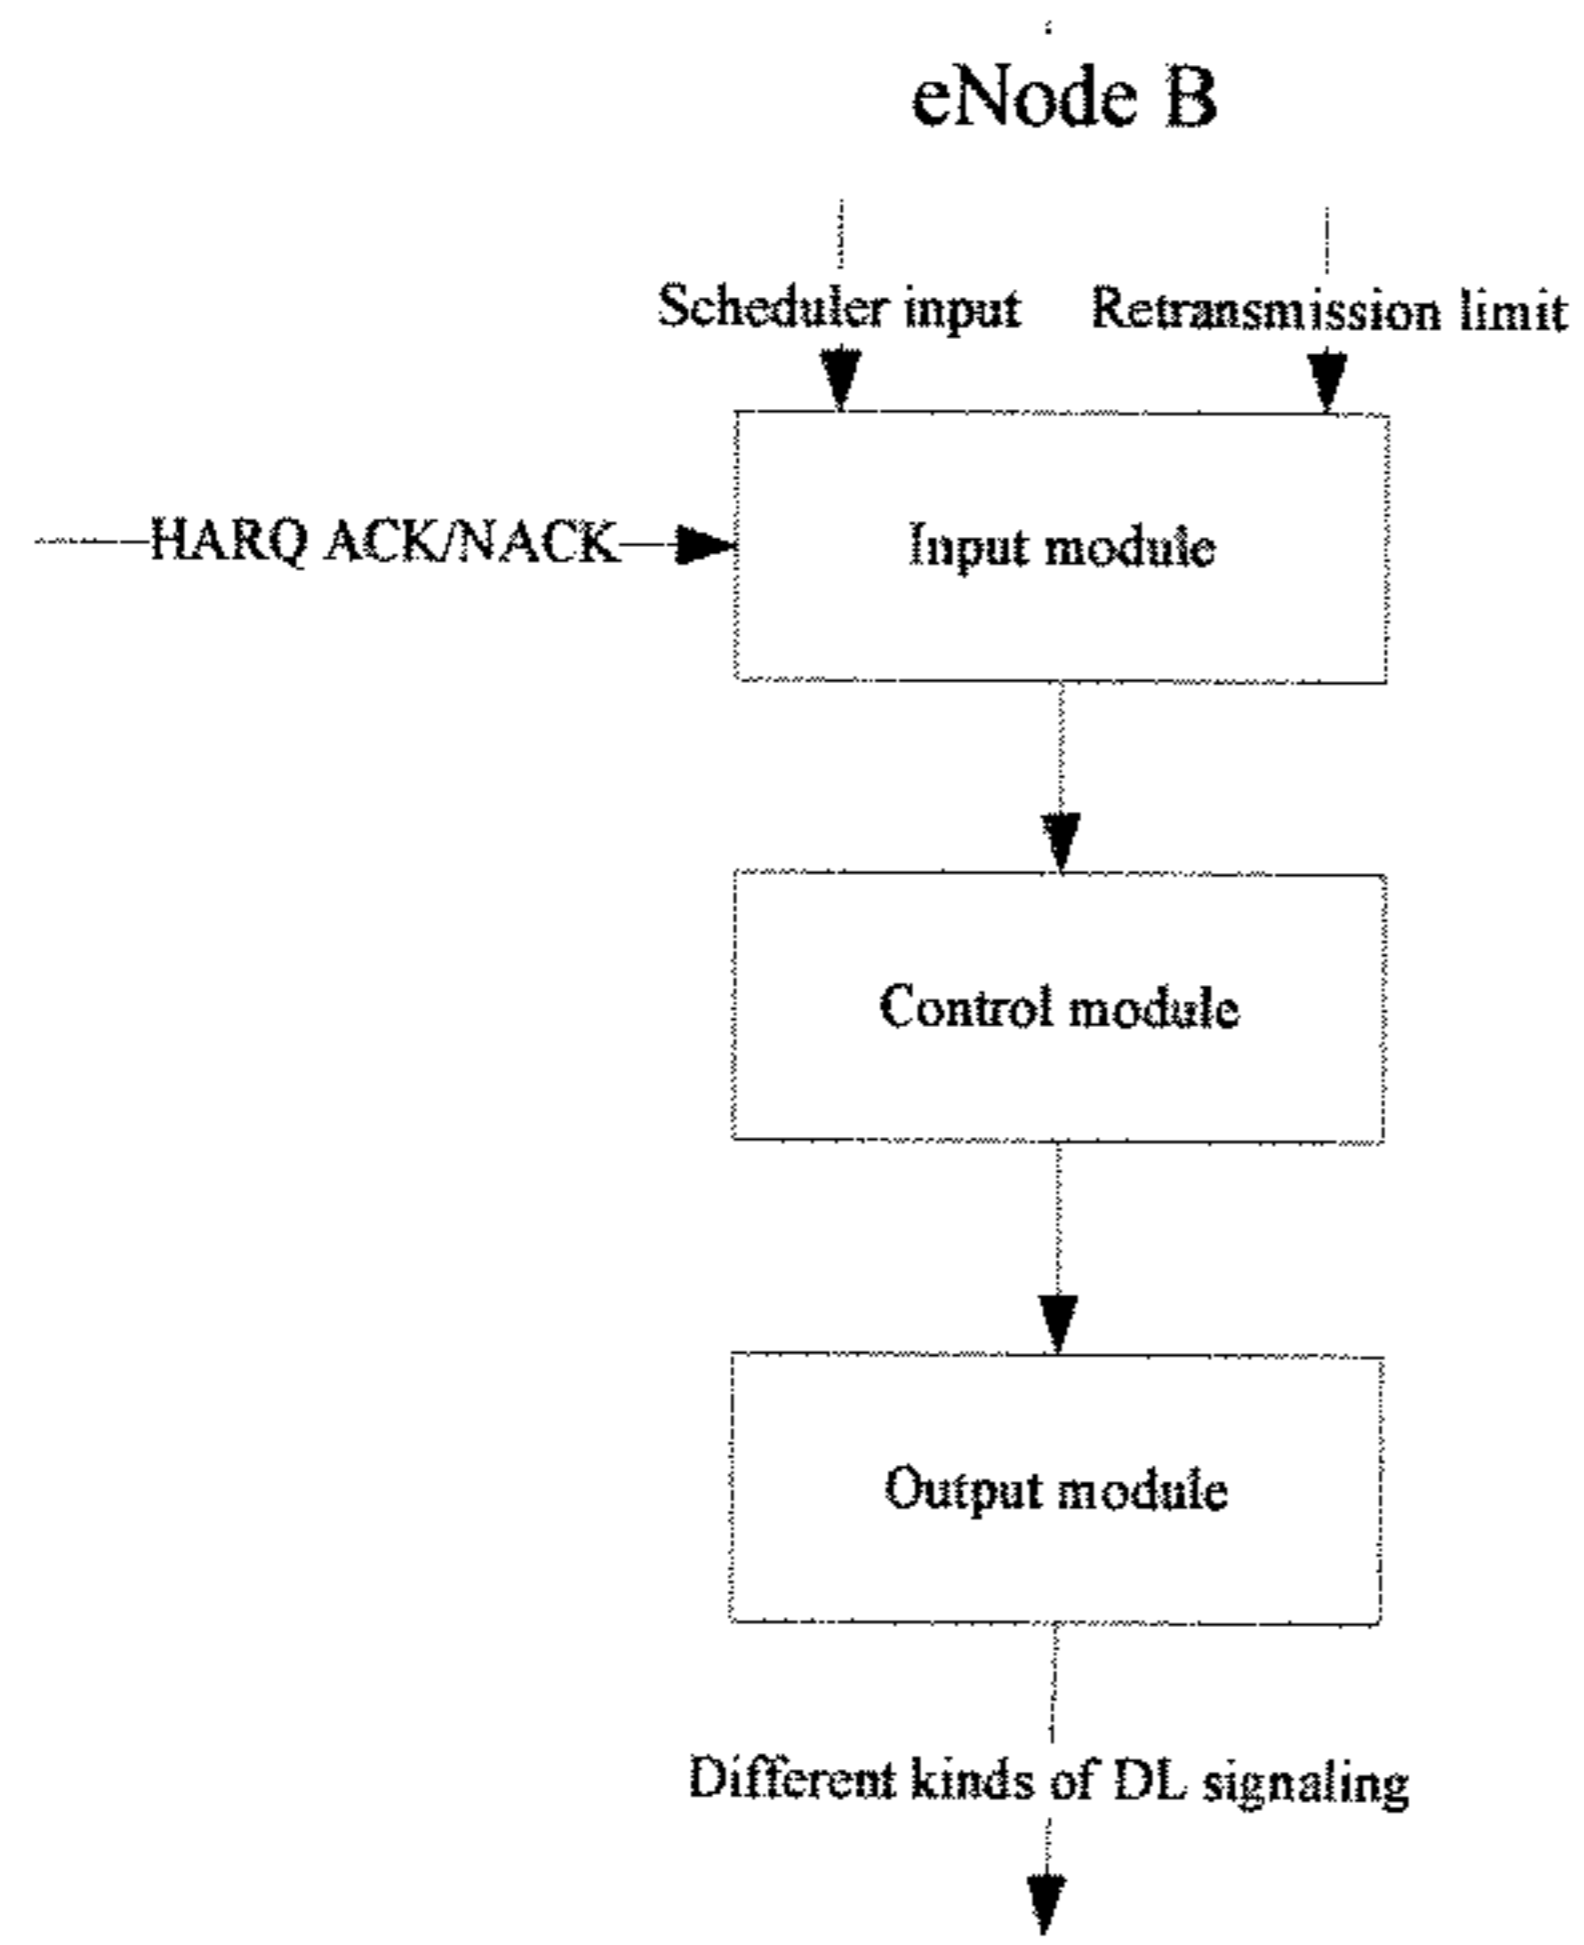 eNode B
Scheduler input
Retransmission limit
HARQ ACK/NACK
Input module
Control module
Output module
Different kinds of DL signaling